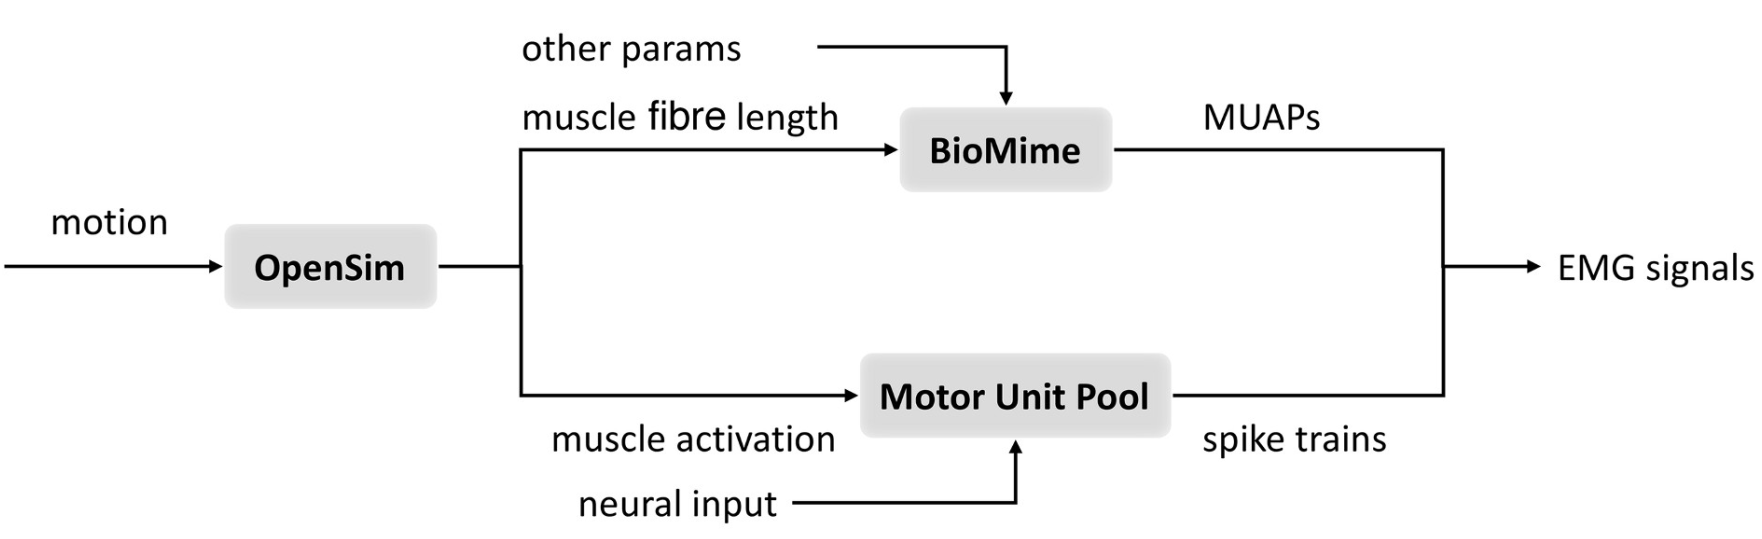 other params
muscle fibre length
BioMime
MUAPs
motion
OpenSim
EMG signals
Motor Unit Pool
muscle activation
spike trains
neural input